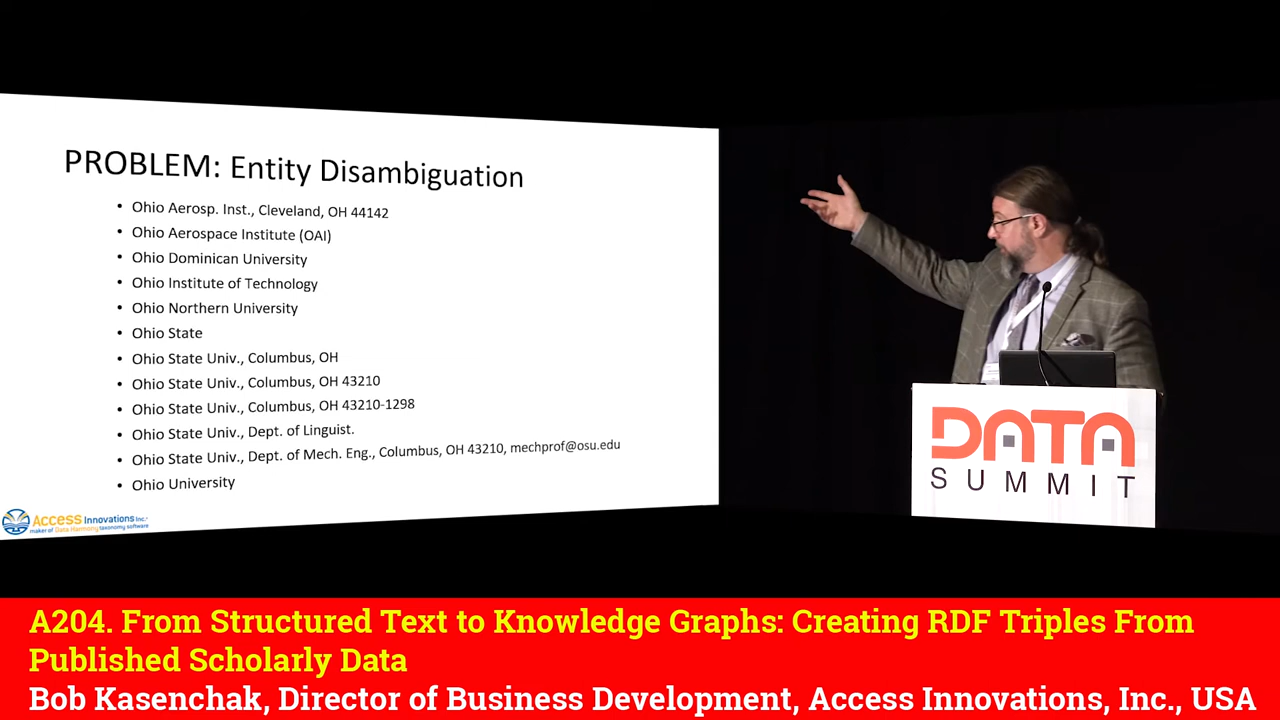 PROBLEM: Entity Disambiguation
• Ohio Aerosp. Inst., Cleveland, OH 44142
• Ohio Aerospace Institute (OAI)
• Ohio Dominican University
• Ohio Institute of Technology
• Ohio Northern University
• Ohio State
• Ohio State Univ., Columbus, OH
• Ohio State Univ., Columbus, OH 43210
• Ohio State Univ., Columbus, OH 43210-1298
• Ohio State Univ., Dept. of Linguist.
• Ohio State Univ., Dept. of Mech. Eng., Columbus, OH 43210, mechprof@osu.edu
• Ohio University
Access Innovations Inc.®
maker of Data Harmony taxonomy software
DATA
SUMMIT
A204. From Structured Text to Knowledge Graphs: Creating RDF Triples From
Published Scholarly Data
Bob Kasenchak, Director of Business Development, Access Innovations, Inc., USA